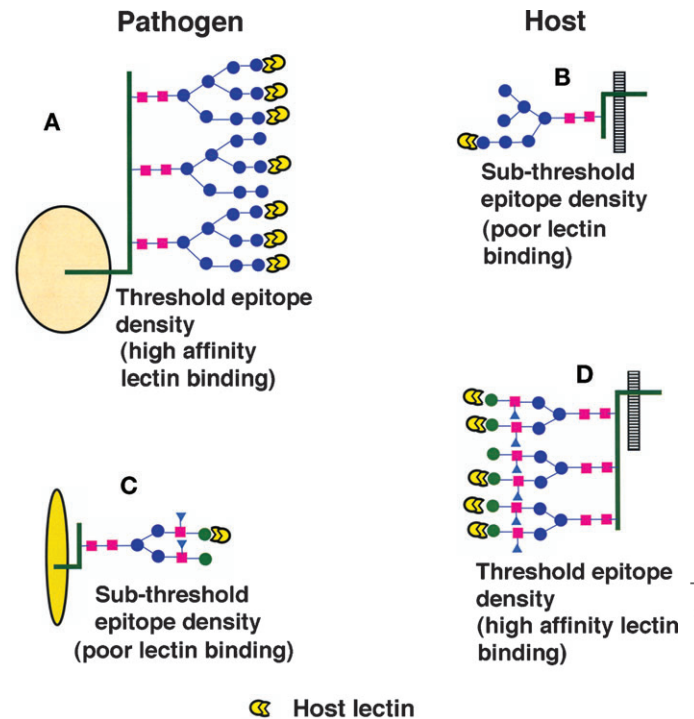 Pathogen
Host
A
B
Sub-threshold
epitope density
(poor lectin
binding)
Threshold epitope
density
(high affinity
lectin binding)
C
Sub-threshold
epitope density
(poor lectin binding)
D
Threshold epitope
density
(high affinity lectin
binding)
Host lectin